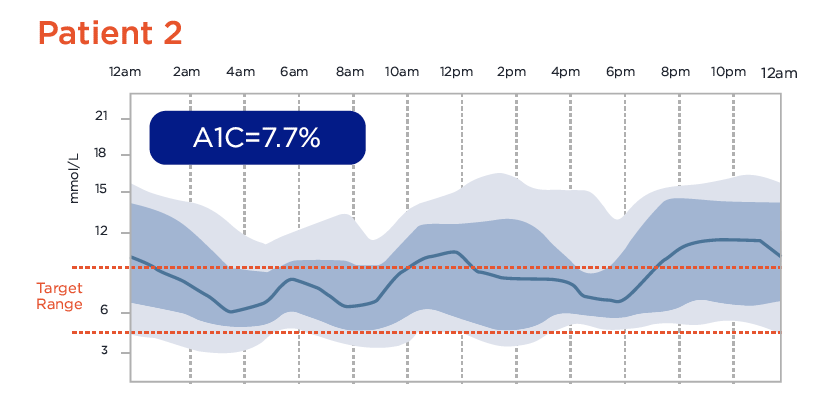 Patient 2
12am 2am 4am 6am 8am 10am 12pm 2pm 4pm 6pm 8pm 10pm 12am
A1C=7.7%
mmol/L
21
18
15
12
Target
Range
6
3